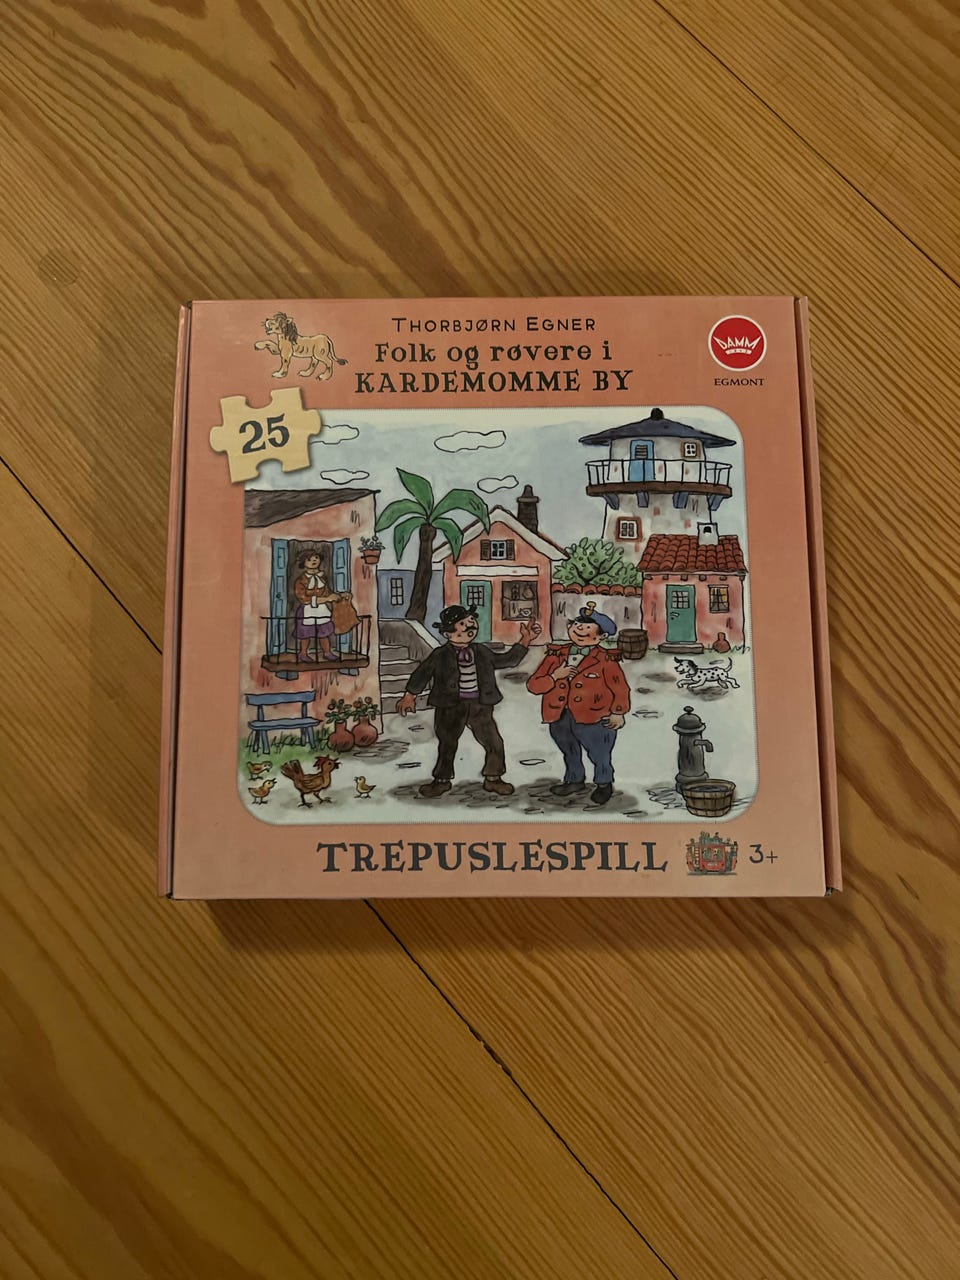 THORBJØRN EGNER
Folk og røvere i
KARDEMOMME BY
DAMM
EGMONT
25
TREPUSLESPILL
3+